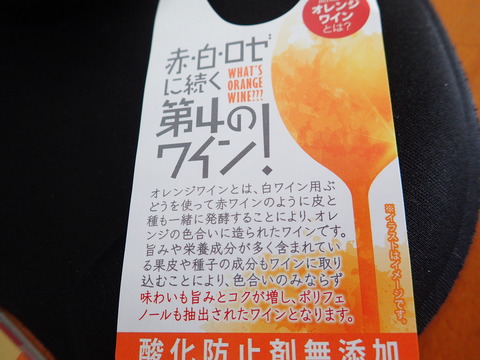 オレンジ
ワイン
とは?
赤・白・ロゼ
に続く
WHAT'S
ORANGE
WINE???
第4の
ワイン!
オレンジワインとは、白ワイン用ぶ
どうを使って赤ワインのように皮と
種も一緒に発酵することにより、オレ
ンジの色合いに造られたワインです。
旨みや栄養成分が多く含まれてい
る果皮や種子の成分もワインに取り
込むことにより、色合いのみならず
味わいも旨みとコクが増し、ポリフェ
ノールも抽出されたワインとなります。
※イラストはイメージです。
酸化防止剤無添加